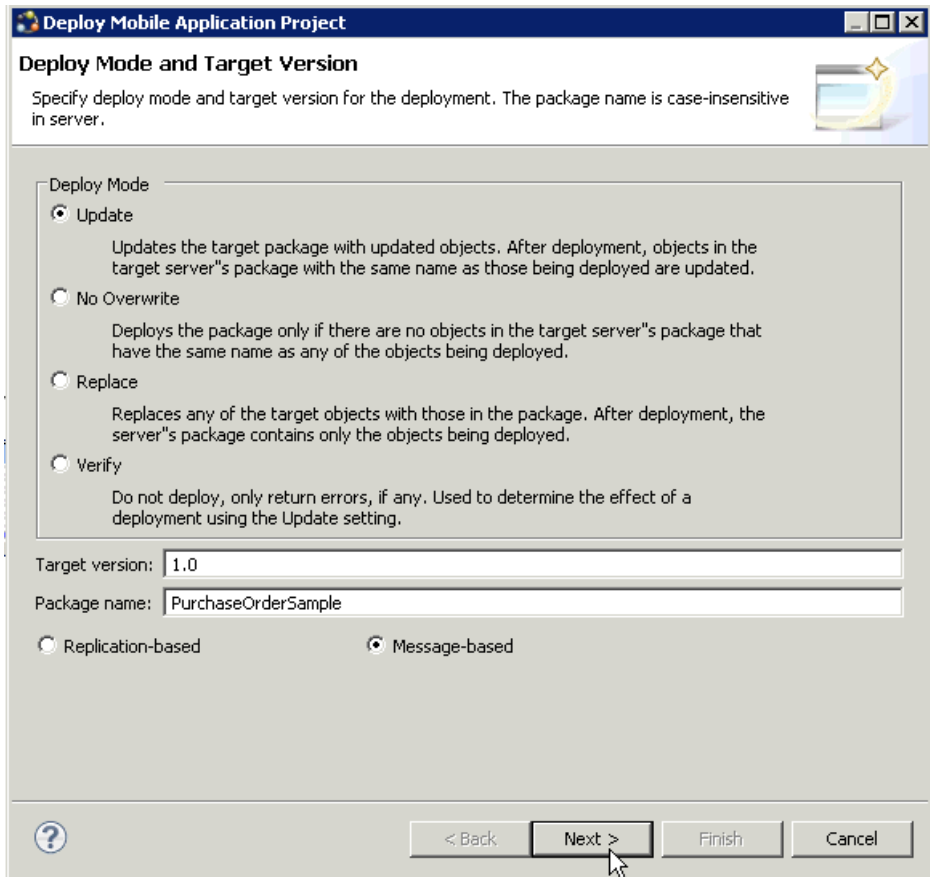 Deploy Mobile Application Project
Deploy Mode and Target Version
Specify deploy mode and target version for the deployment. The package name is case-insensitive
in server.
Deploy Mode
Update
Updates the target package with updated objects. After deployment, objects in the
target server"s package with the same name as those being deployed are updated.
No Overwrite
Deploys the package only if there are no objects in the target server"s package that
have the same name as any of the objects being deployed.
Replace
Replaces any of the target objects with those in the package. After deployment, the
server"s package contains only the objects being deployed.
Verify
Do not deploy, only return errors, if any. Used to determine the effect of a
deployment using the Update setting.
Target version: 1.0
Package name: PurchaseOrderSample
Replication-based Message-based
? < Back Next > Finish Cancel